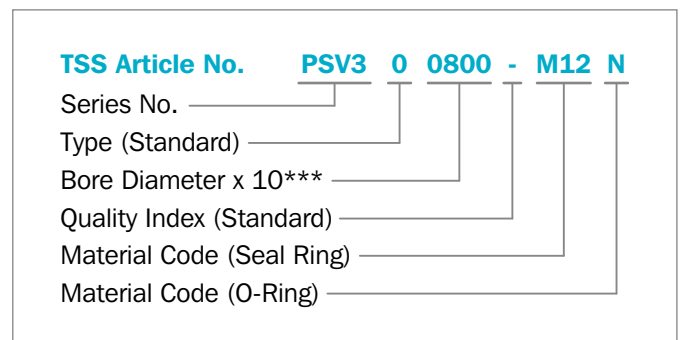 TSS Article No. PSV3 0 0800 - M12 N
Series No.
Type (Standard)
Bore Diameter x 10***
Quality Index (Standard)
Material Code (Seal Ring)
Material Code (O-Ring)